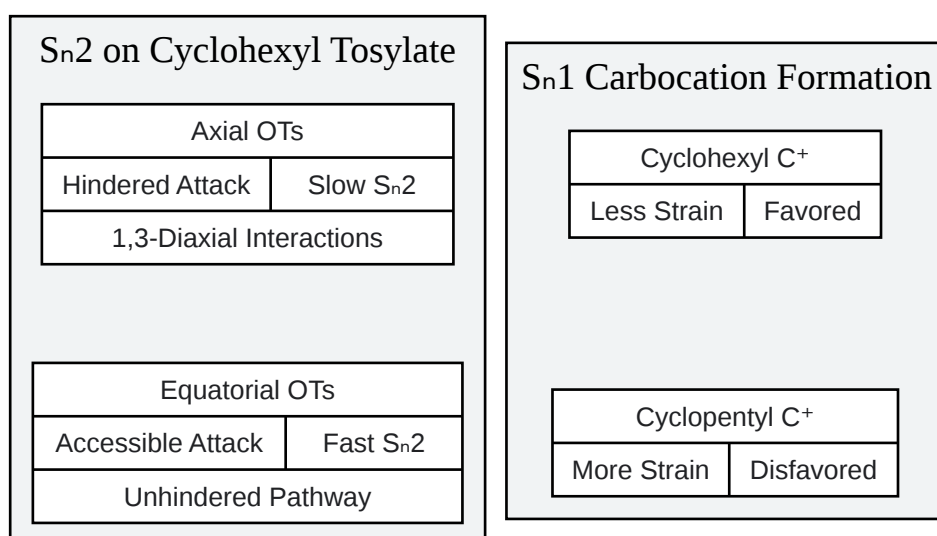 Sₙ2 on Cyclohexyl Tosylate
Axial OTs
Hindered Attack
Slow Sₙ2
1,3-Diaxial Interactions
Equatorial OTs
Accessible Attack
Fast Sₙ2
Unhindered Pathway
Sₙ1 Carbocation Formation
Cyclohexyl C⁺
Less Strain
Favored
Cyclopentyl C⁺
More Strain
Disfavored